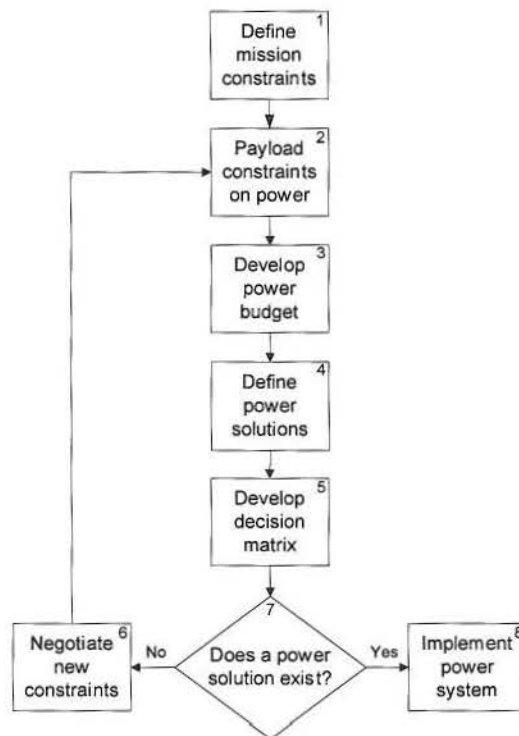 1
Define
mission
constraints
2
Payload
constraints
on power
3
Develop
power
budget
4
Define
power
solutions
5
Develop
decision
matrix
7
Does a power
solution exist?
No
6
Negotiate
new
constraints
Yes
8
Implement
power
system